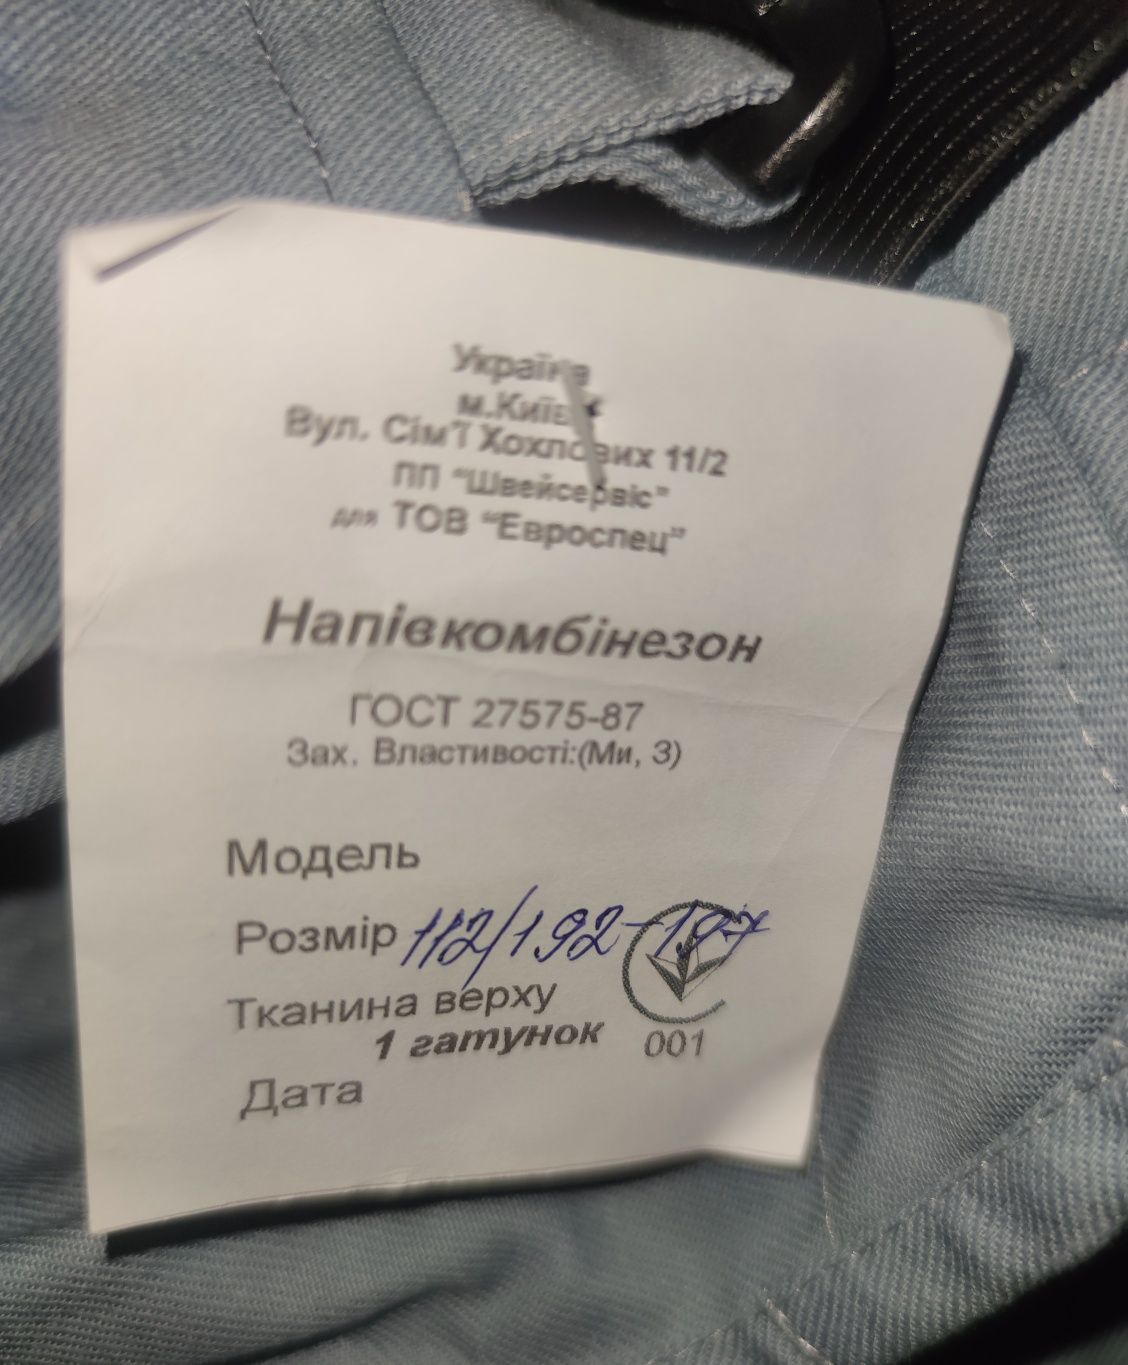 Україна
м.Київ
Вул. Сім'ї Хохлових 11/2
ПП "Швейсервіс"
для ТОВ "Евроспец"
Напівкомбінезон
ГОСТ 27575-87
Зах. Властивості:(Ми, З)
Модель
Розмір 112/192-197
Тканина верху
1 гатунок 001
Дата